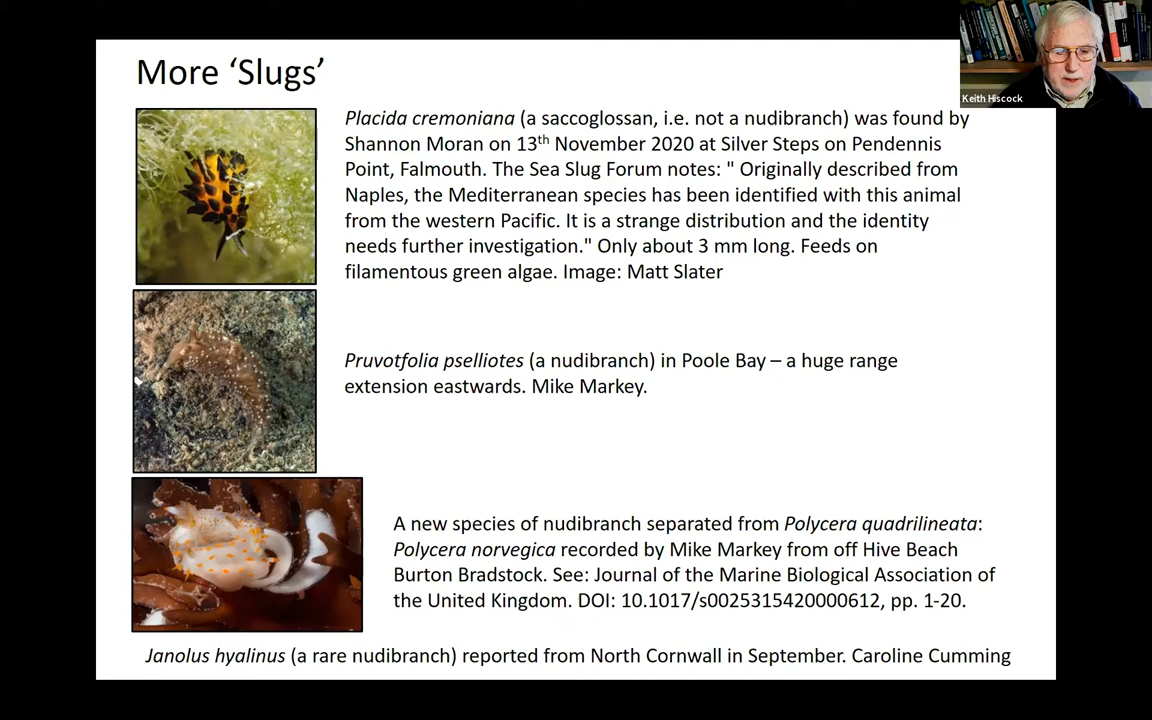 More ‘Slugs’
Keith Hiscock
Placida cremoniana (a saccoglossan, i.e. not a nudibranch) was found by
Shannon Moran on 13th November 2020 at Silver Steps on Pendennis
Point, Falmouth. The Sea Slug Forum notes: " Originally described from
Naples, the Mediterranean species has been identified with this animal
from the western Pacific. It is a strange distribution and the identity
needs further investigation." Only about 3 mm long. Feeds on
filamentous green algae. Image: Matt Slater
Pruvotfolia pselliotes (a nudibranch) in Poole Bay – a huge range
extension eastwards. Mike Markey.
A new species of nudibranch separated from Polycera quadrilineata:
Polycera norvegica recorded by Mike Markey from off Hive Beach
Burton Bradstock. See: Journal of the Marine Biological Association of
the United Kingdom. DOI: 10.1017/s0025315420000612, pp. 1-20.
Janolus hyalinus (a rare nudibranch) reported from North Cornwall in September. Caroline Cumming